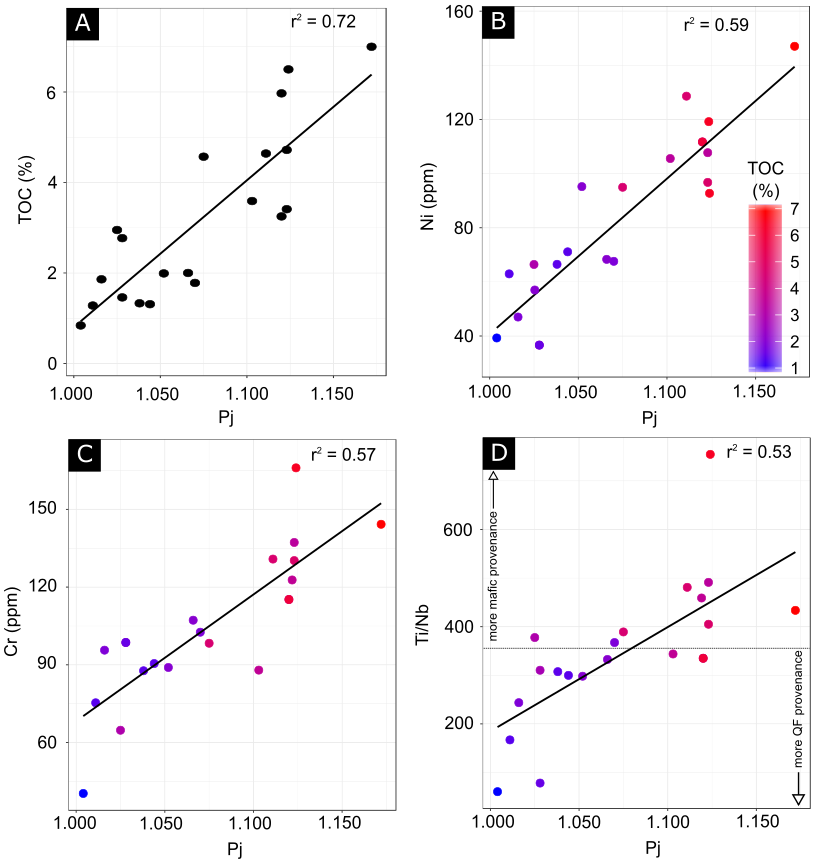 A
r² = 0.72
TOC (%)
6
4
2
0
1.000 1.050 1.100 1.150
Pj
B
r² = 0.59
Ni (ppm)
160
120
80
40
TOC
(%)
7
6
5
4
3
2
1
1.000 1.050 1.100 1.150
Pj
C
r² = 0.57
Cr (ppm)
150
120
90
60
1.000 1.050 1.100 1.150
Pj
D
r² = 0.53
Ti/Nb
600
400
200
more mafic provenance
more QF provenance
1.000 1.050 1.100 1.150
Pj